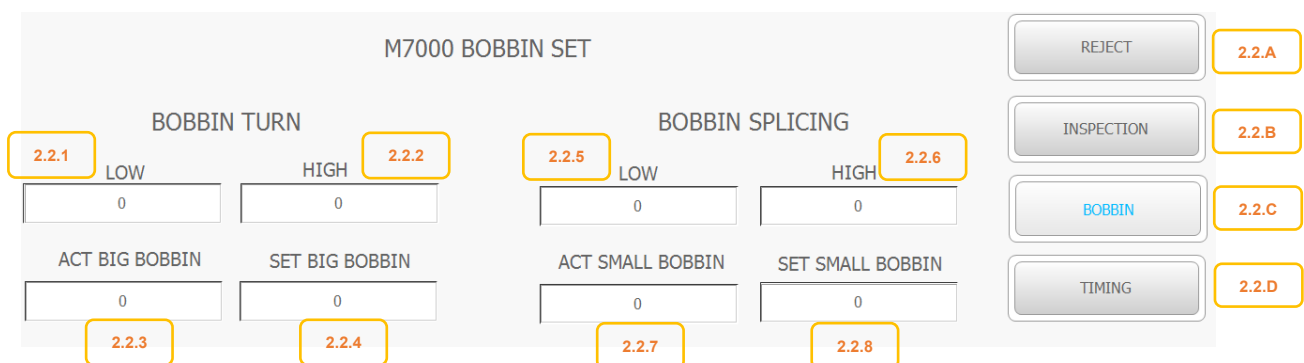 M7000 BOBBIN SET
REJECT
2.2.A
BOBBIN TURN
BOBBIN SPLICING
INSPECTION
2.2.B
2.2.1
LOW
HIGH
2.2.2
2.2.5
LOW
HIGH
2.2.6
0
0
0
0
BOBBIN
2.2.C
ACT BIG BOBBIN
SET BIG BOBBIN
ACT SMALL BOBBIN
SET SMALL BOBBIN
0
0
0
0
TIMING
2.2.D
2.2.3
2.2.4
2.2.7
2.2.8